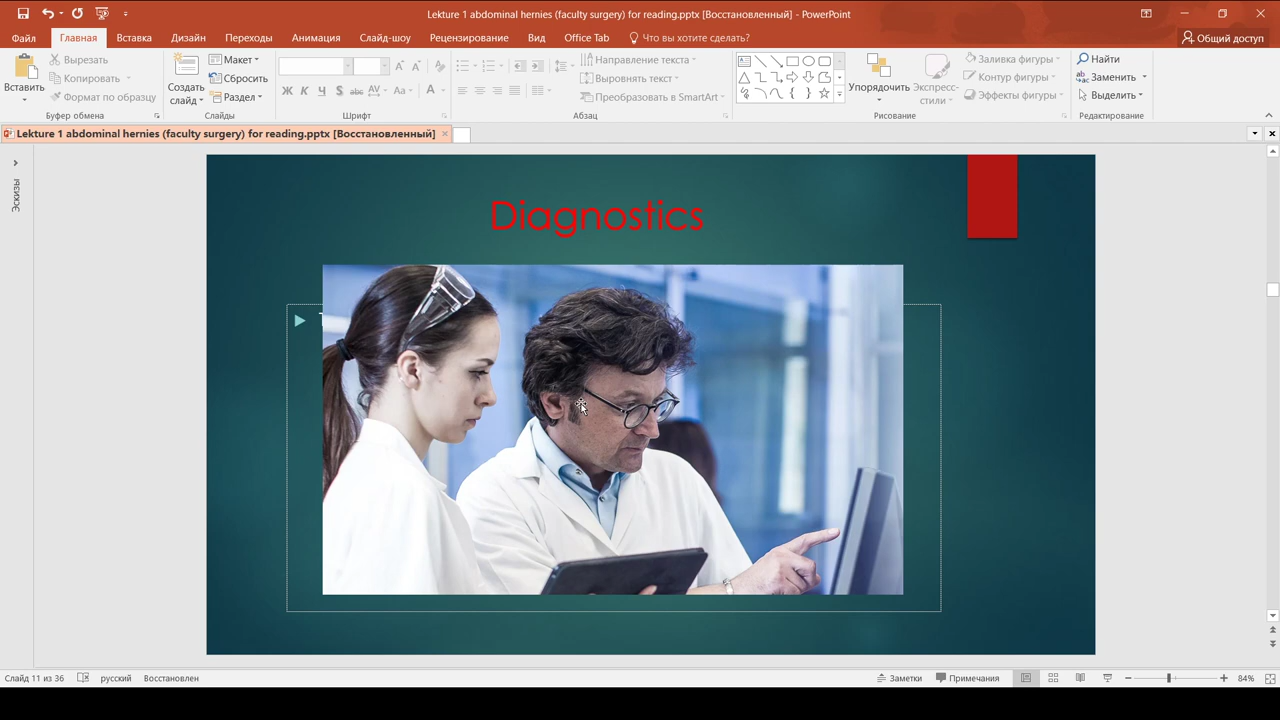 Lekture 1 abdominal hernies (faculty surgery) for reading.pptx [Восстановленный] - PowerPoint
Файл Главная Вставка Дизайн Переходы Анимация Слайд-шоу Рецензирование Вид Office Tab Что вы хотите сделать? Общий доступ
Вставить
Вырезать
Копировать
Формат по образцу
Буфер обмена
Создать слайд
Макет
Сбросить
Раздел
Слайды
Ж К Ч S abc AV Aa A
Шрифт
Направление текста
Выровнять текст
Преобразовать в SmartArt
Абзац
Упорядочить
Экспресс-стили
Заливка фигуры
Контур фигуры
Эффекты фигуры
Рисование
Найти
Заменить
Выделить
Редактирование
Lekture 1 abdominal hernies (faculty surgery) for reading.pptx [Восстановленный]
Эскизы
Diagnostics
Слайд 11 из 36 русский Восстановлен Заметки Примечания 84%